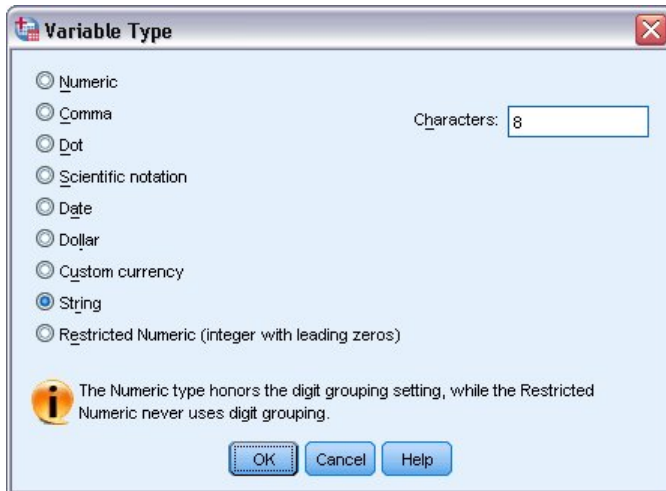 Variable Type
Numeric
Comma
Characters: 8
Dot
Scientific notation
Date
Dollar
Custom currency
String
Restricted Numeric (integer with leading zeros)
The Numeric type honors the digit grouping setting, while the Restricted
Numeric never uses digit grouping.
OK Cancel Help